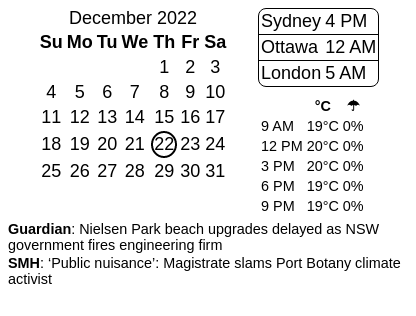 December 2022
Su Mo Tu We Th Fr Sa
1 2 3
4 5 6 7 8 9 10
11 12 13 14 15 16 17
18 19 20 21 22 23 24
25 26 27 28 29 30 31
Sydney 4 PM
Ottawa 12 AM
London 5 AM
°C ☂
9 AM 19°C 0%
12 PM 20°C 0%
3 PM 20°C 0%
6 PM 19°C 0%
9 PM 19°C 0%
Guardian: Nielsen Park beach upgrades delayed as NSW
government fires engineering firm
SMH: ‘Public nuisance’: Magistrate slams Port Botany climate
activist